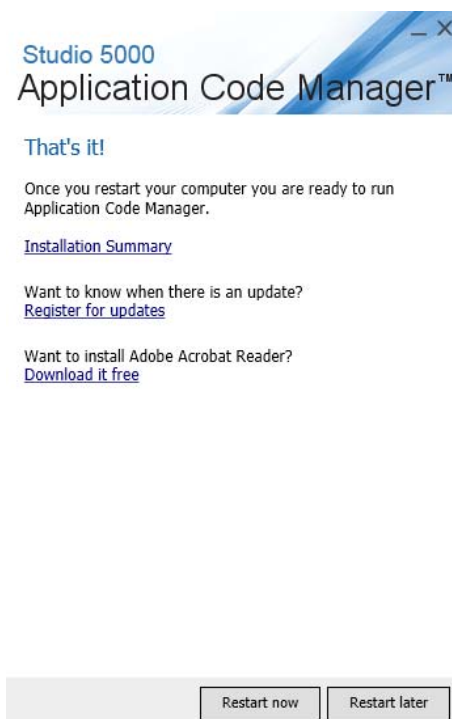 Studio 5000
Application Code Manager™
That's it!
Once you restart your computer you are ready to run
Application Code Manager.
Installation Summary
Want to know when there is an update?
Register for updates
Want to install Adobe Acrobat Reader?
Download it free
Restart now
Restart later